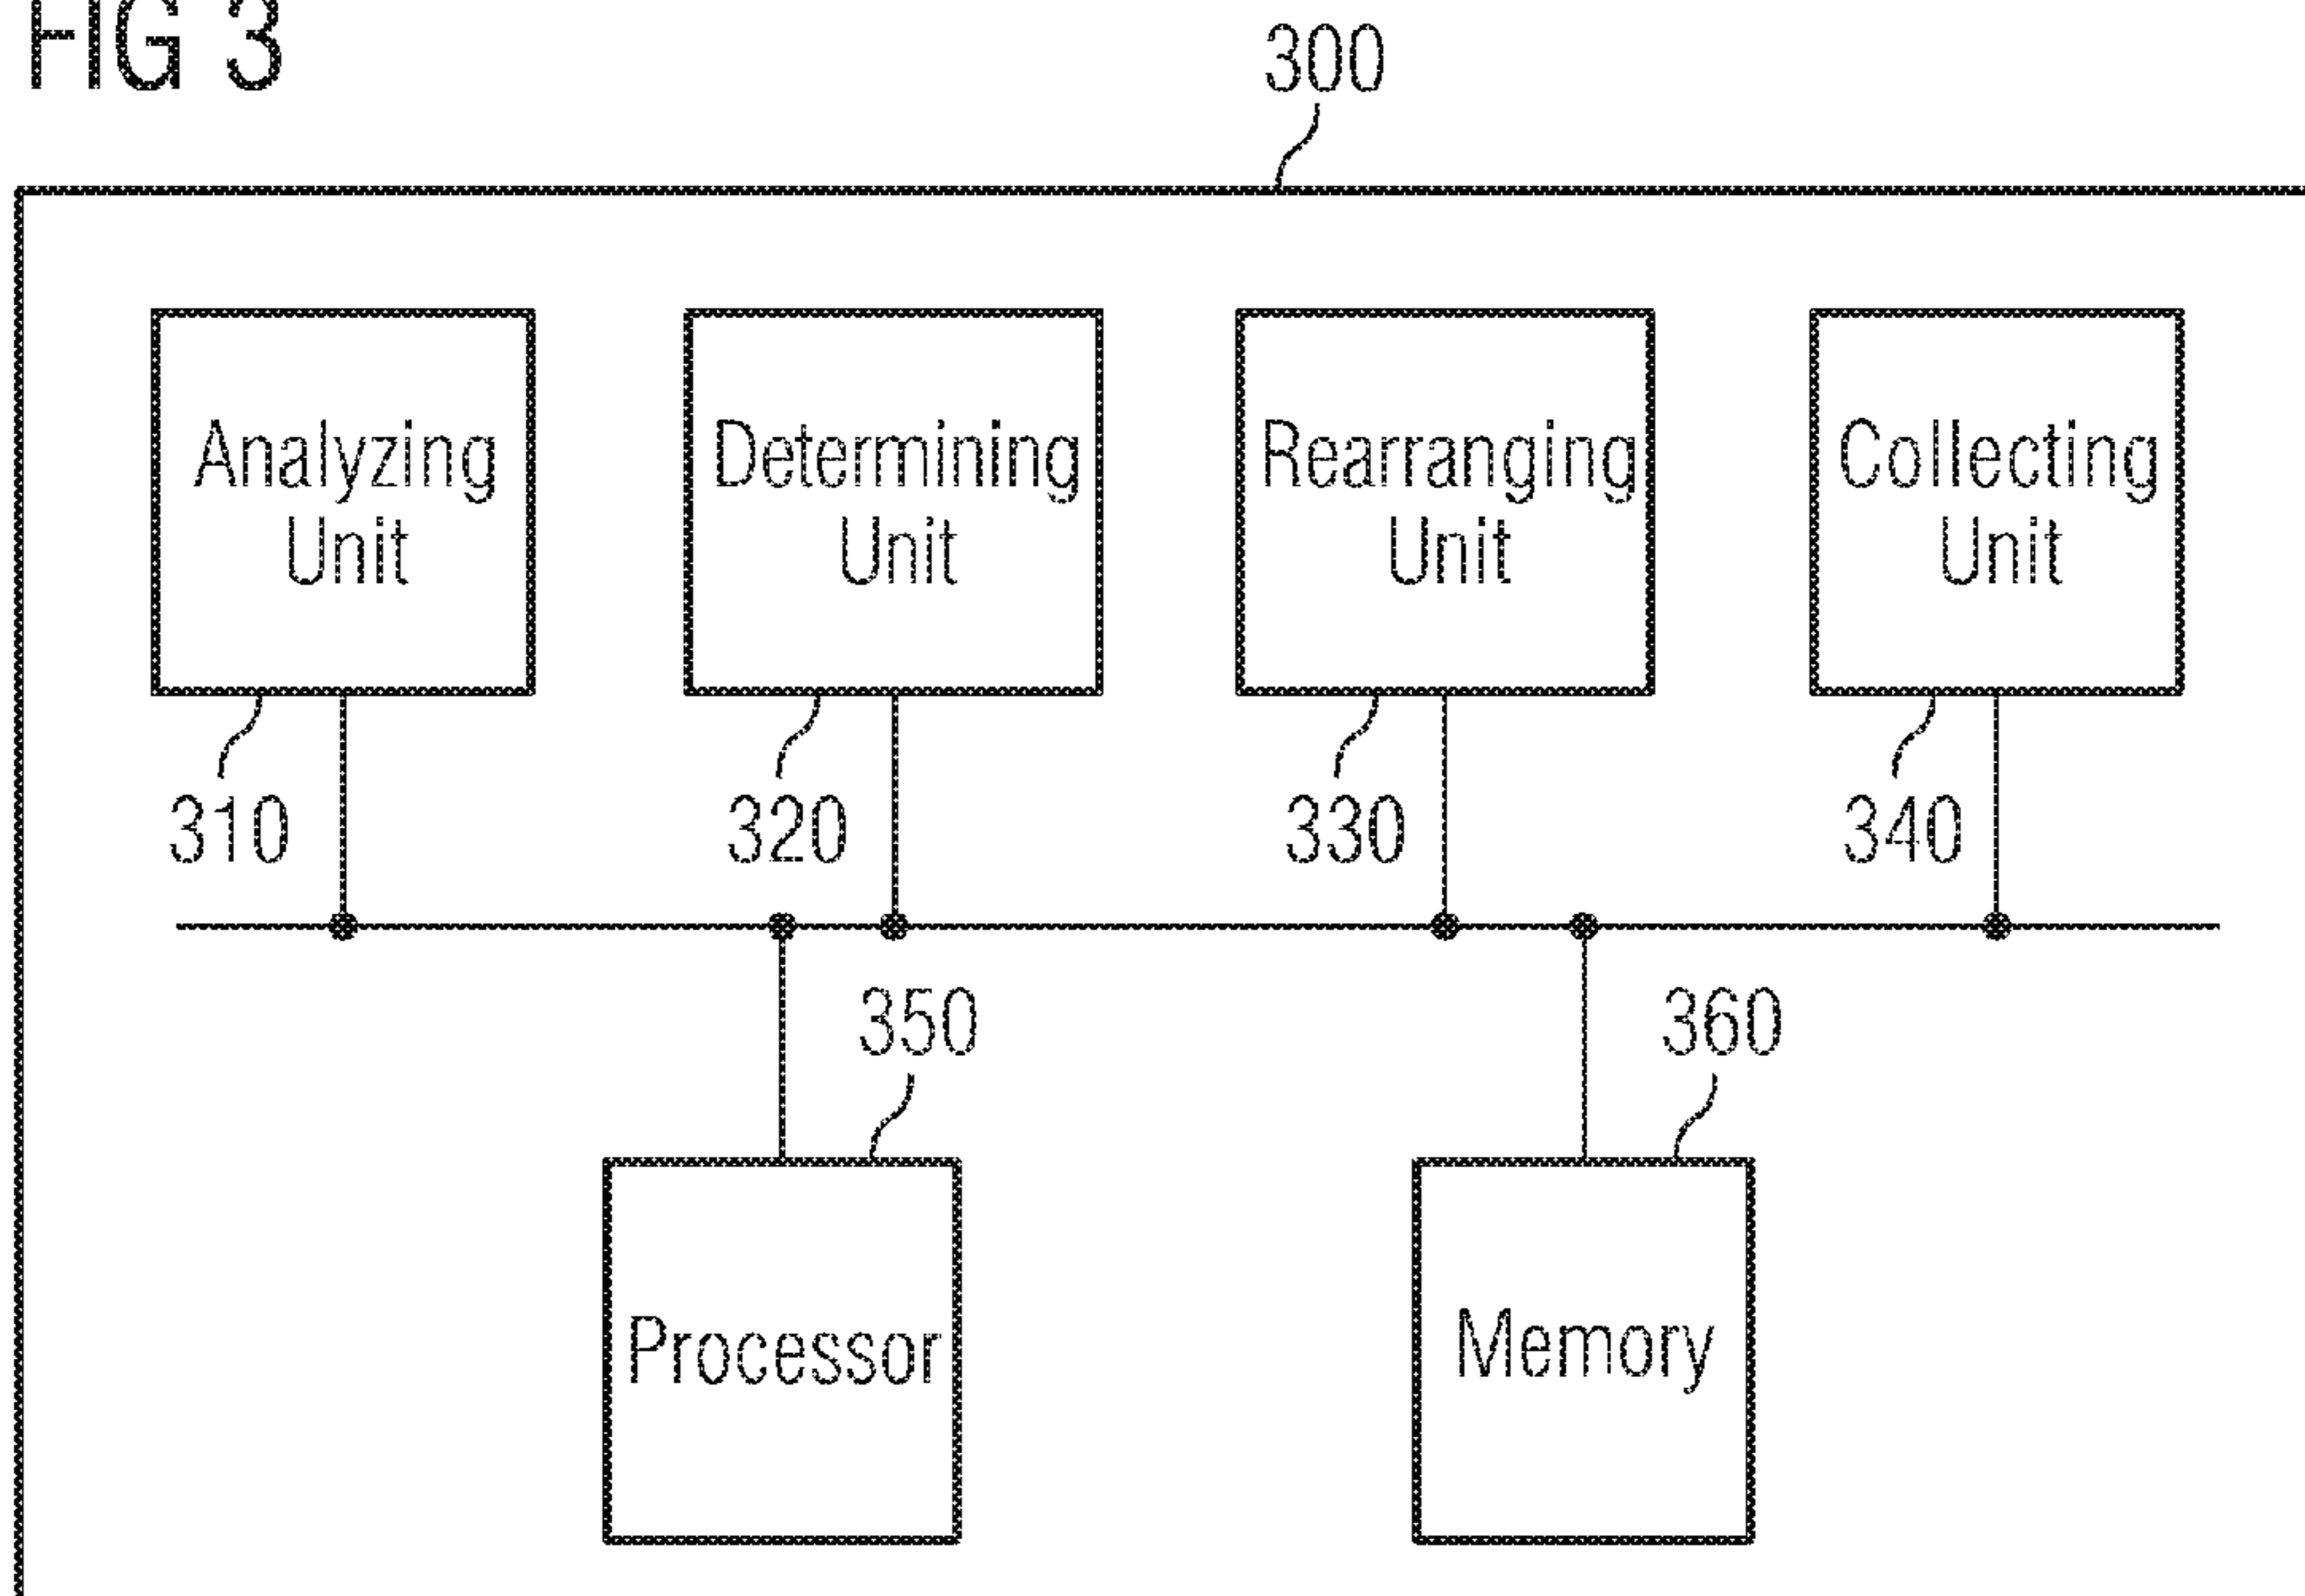 FIG 3
300
Analyzing
Unit
Determining
Unit
Rearranging
Unit
Collecting
Unit
310
320
330
340
350
360
Processor
Memory